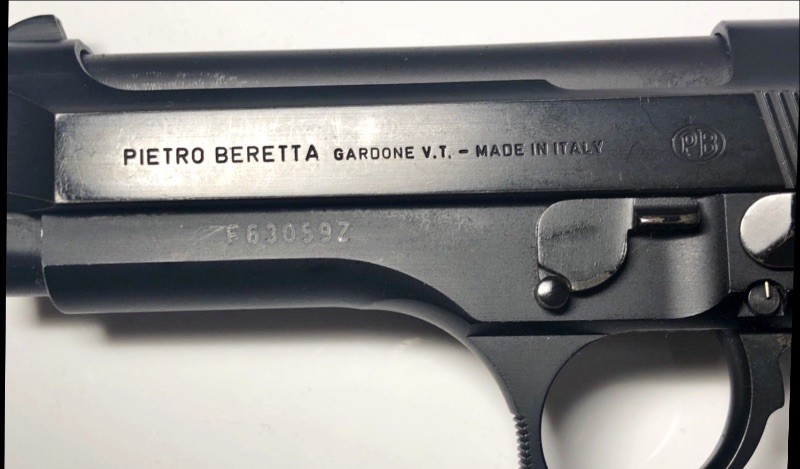 PIETRO BERETTA GARDONE V.T. - MADE IN ITALY
PB
F63059Z